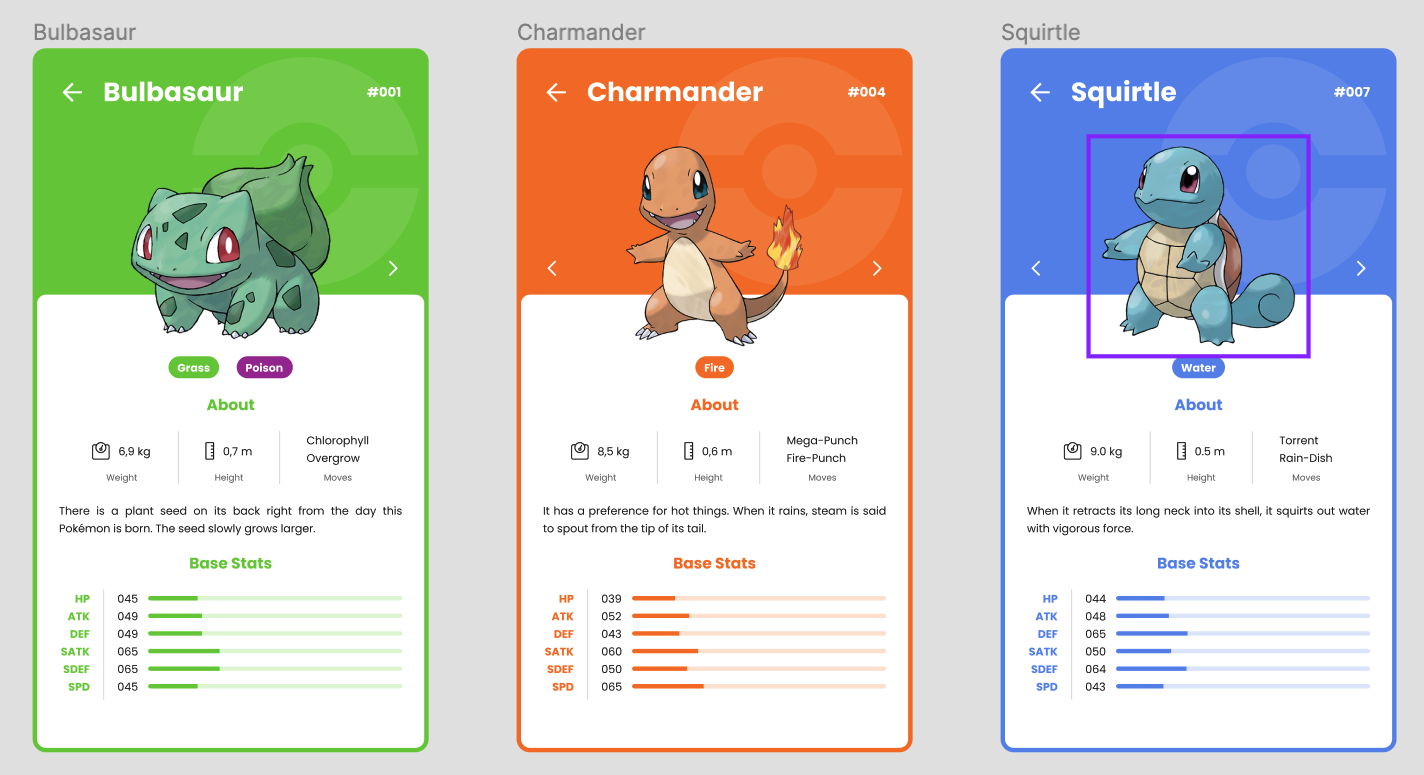 Bulbasaur
Bulbasaur
#001
Grass
Poison
About
6,9 kg
Weight
0,7 m
Height
Chlorophyll
Overgrow
Moves
There is a plant seed on its back right from the day this
Pokémon is born. The seed slowly grows larger.
Base Stats
HP 045
ATK 049
DEF 049
SATK 065
SDEF 065
SPD 045
Charmander
Charmander
#004
Fire
About
8,5 kg
Weight
0,6 m
Height
Mega-Punch
Fire-Punch
Moves
It has a preference for hot things. When it rains, steam is said
to spout from the tip of its tail.
Base Stats
HP 039
ATK 052
DEF 043
SATK 060
SDEF 050
SPD 065
Squirtle
Squirtle
#007
Water
About
9.0 kg
Weight
0.5 m
Height
Torrent
Rain-Dish
Moves
When it retracts its long neck into its shell, it squirts out water
with vigorous force.
Base Stats
HP 044
ATK 048
DEF 065
SATK 050
SDEF 064
SPD 043